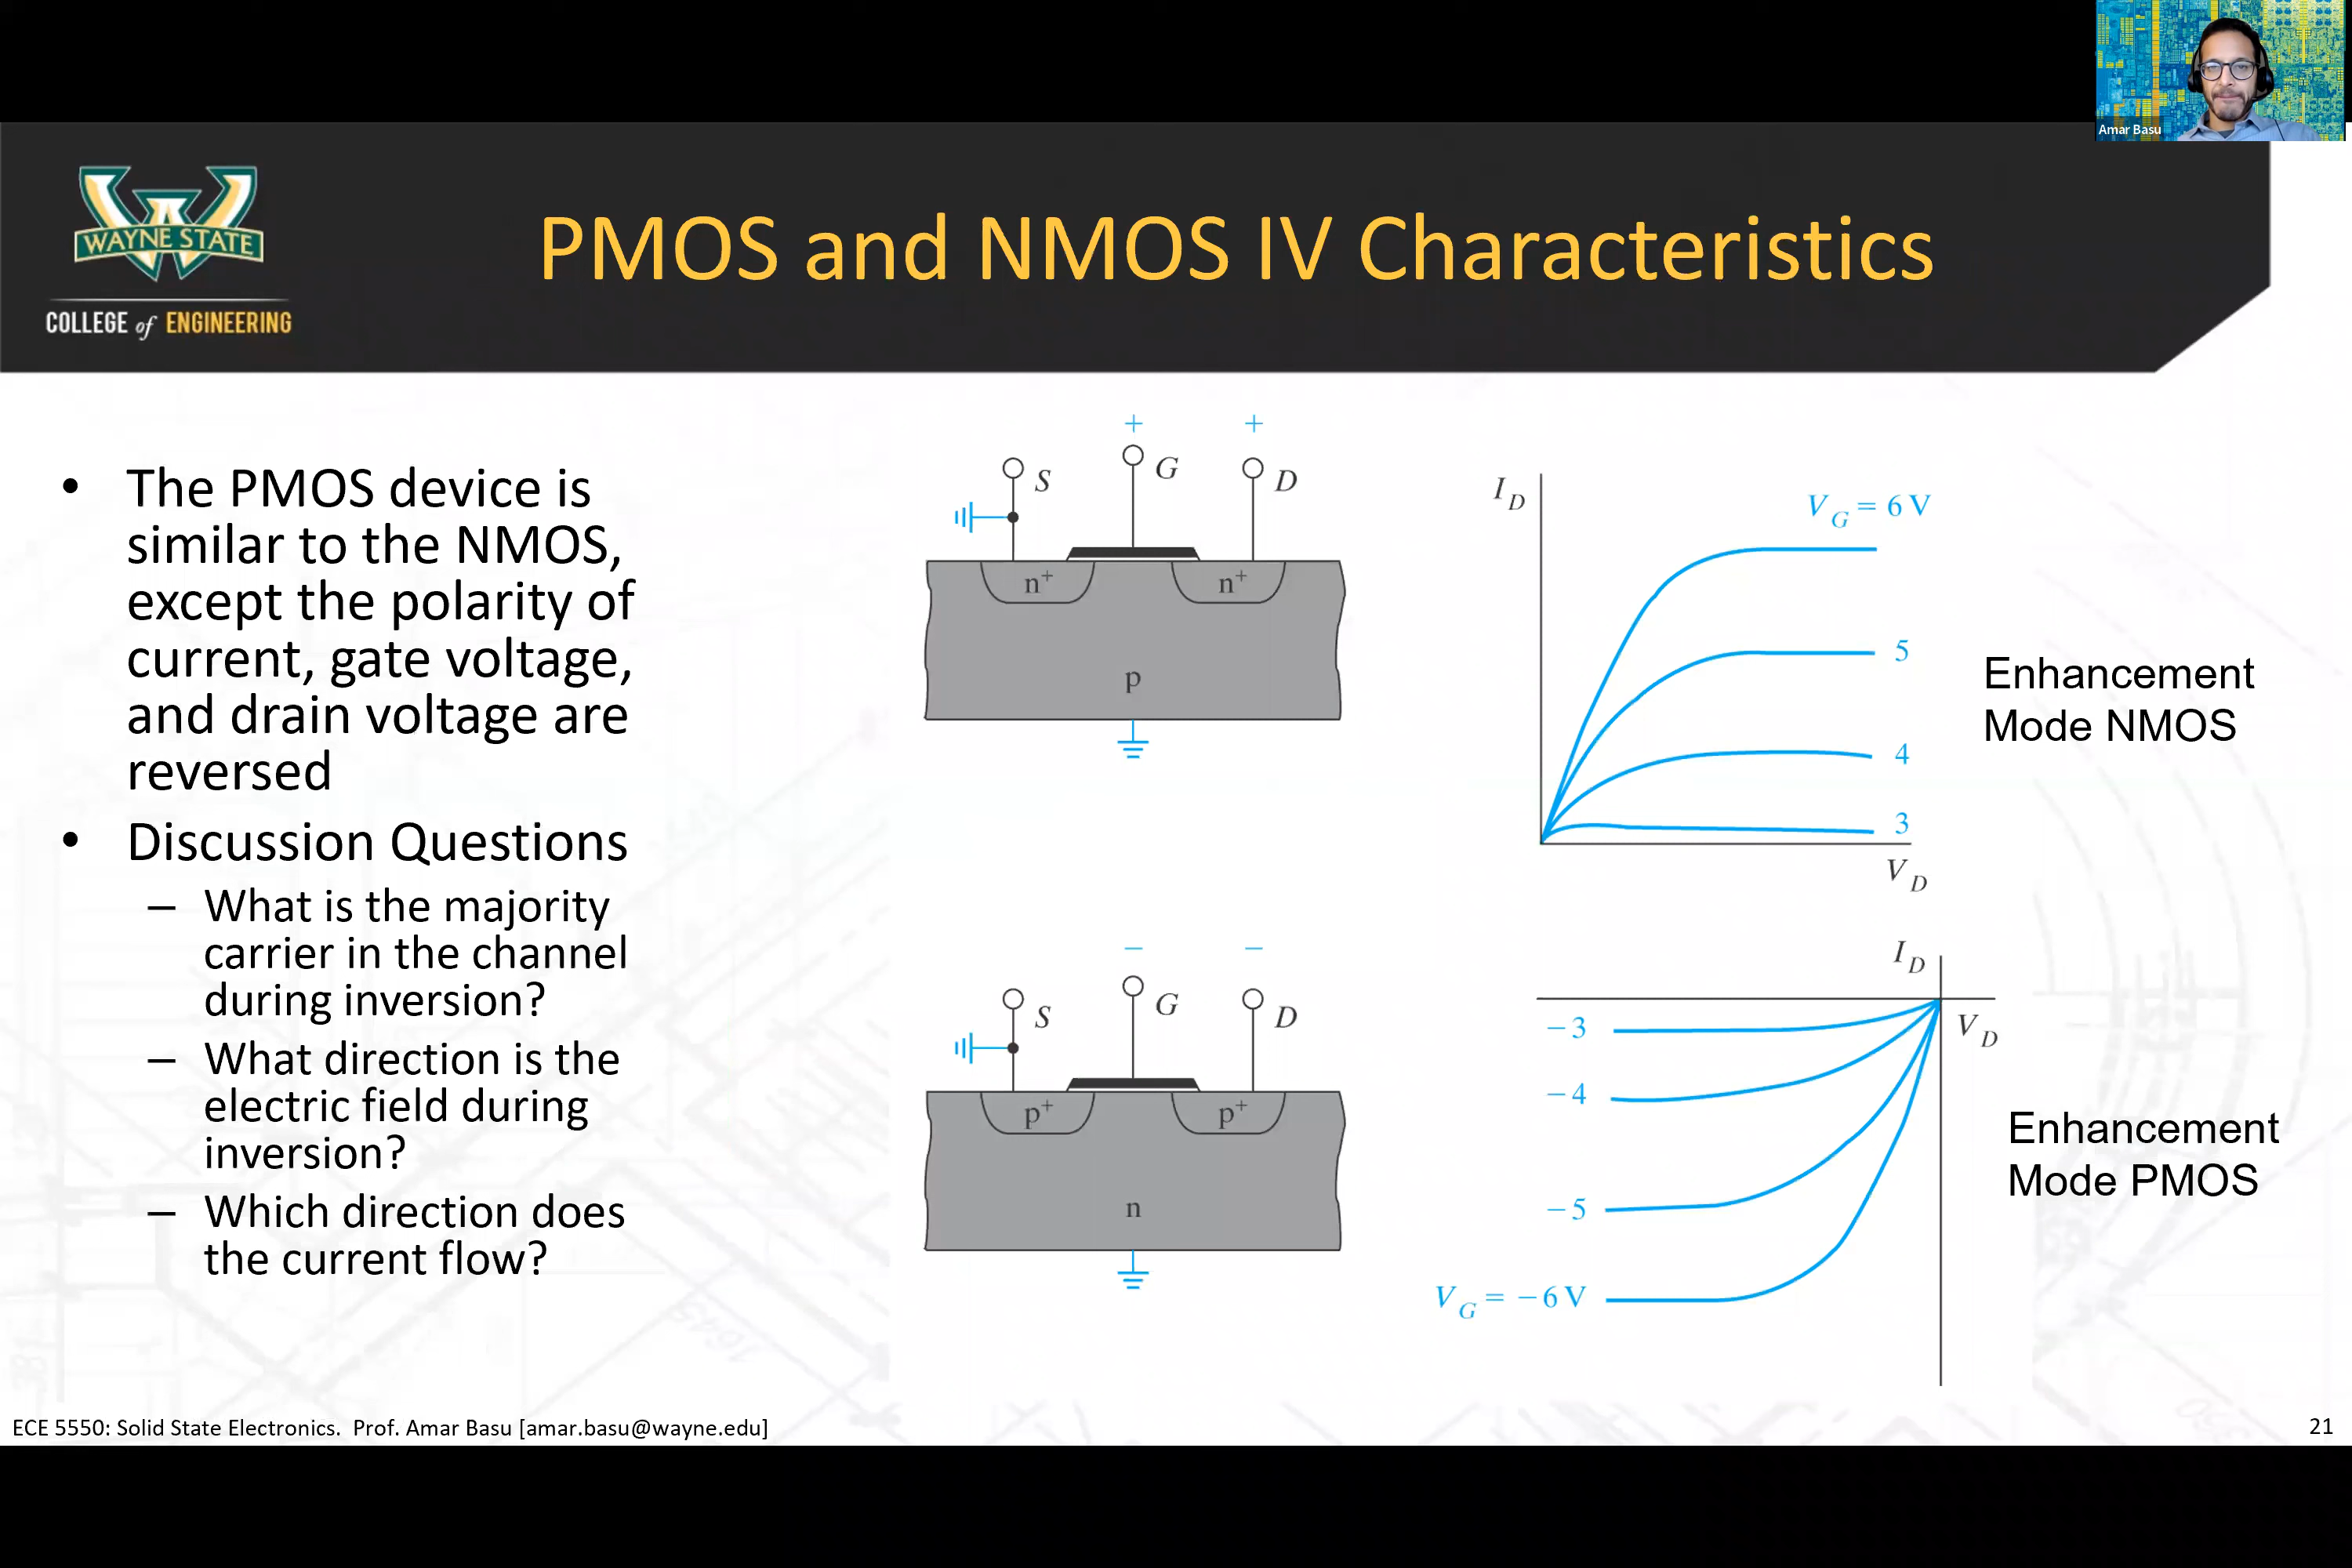 Amar Basu
WAYNE STATE
COLLEGE of ENGINEERING
PMOS and NMOS IV Characteristics
• The PMOS device is
similar to the NMOS,
except the polarity of
current, gate voltage,
and drain voltage are
reversed
• Discussion Questions
– What is the majority
carrier in the channel
during inversion?
– What direction is the
electric field during
inversion?
– Which direction does
the current flow?
+ +
S G D
n+ n+
p
I_D
V_G = 6 V
5
4
3
V_D
Enhancement
Mode NMOS
− −
S G D
p+ p+
n
I_D
V_D
−3
−4
−5
V_G = −6 V
Enhancement
Mode PMOS
ECE 5550: Solid State Electronics. Prof. Amar Basu [amar.basu@wayne.edu]
21